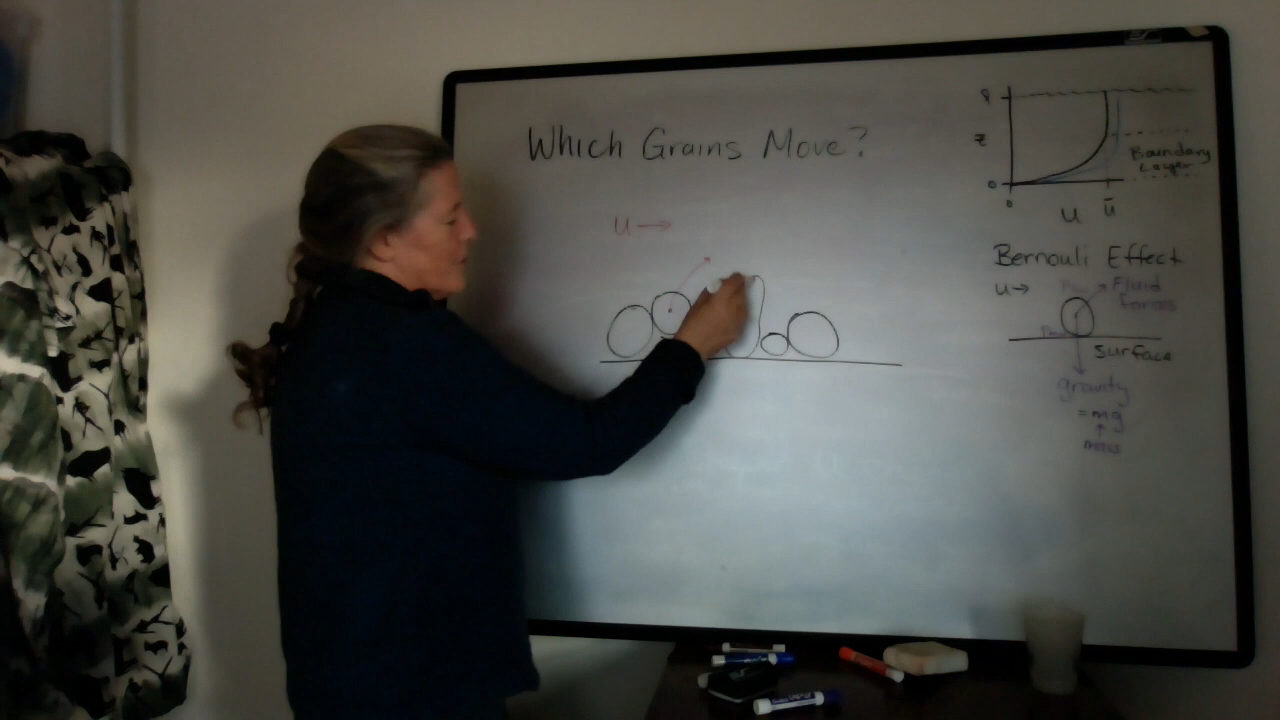 Which Grains Move?
U →
z
Boundary
Layer
0
0
U
ū
Bernouli Effect
U→
Fluid
forces
surface
gravity
= mg
↑
mass